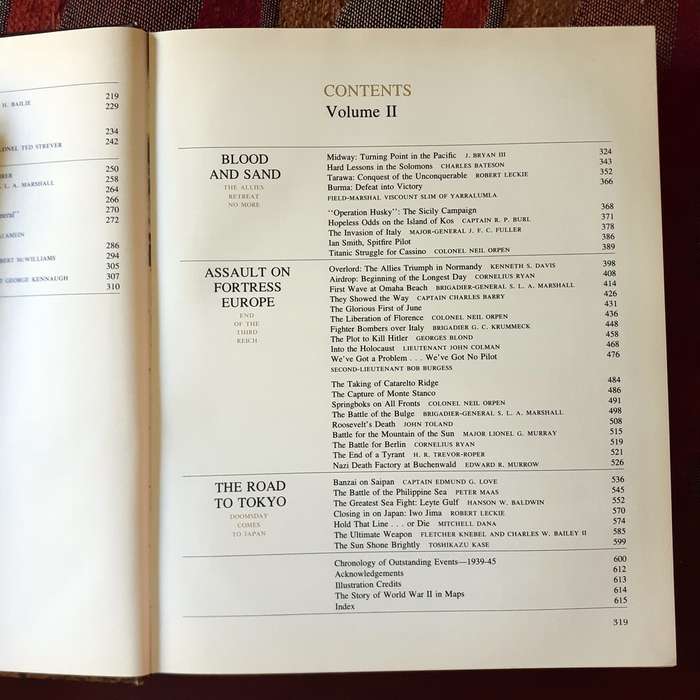 H. BAILIE 219
229
234
COLONEL TED STREVER 242
250
258
S. L. A. MARSHALL 264
266
270
272
286
294
305
GEORGE KENNAUGH 307
310
CONTENTS
Volume II
BLOOD
AND SAND
THE ALLIES
RETREAT
NO MORE
Midway: Turning Point in the Pacific J. BRYAN III 324
Hard Lessons in the Solomons CHARLES BATESON 343
Tarawa: Conquest of the Unconquerable ROBERT LECKIE 352
Burma: Defeat into Victory 366
FIELD-MARSHAL VISCOUNT SLIM OF YARRALUMLA
"Operation Husky": The Sicily Campaign 368
Hopeless Odds on the Island of Kos CAPTAIN R. P. BURL 371
The Invasion of Italy MAJOR-GENERAL J. F. C. FULLER 378
Ian Smith, Spitfire Pilot 386
Titanic Struggle for Cassino COLONEL NEIL ORPEN 389
ASSAULT ON
FORTRESS
EUROPE
END
OF THE
THIRD
REICH
Overlord: The Allies Triumph in Normandy KENNETH S. DAVIS 398
Airdrop: Beginning of the Longest Day CORNELIUS RYAN 408
First Wave at Omaha Beach BRIGADIER-GENERAL S. L. A. MARSHALL 414
They Showed the Way CAPTAIN CHARLES BARRY 426
The Glorious First of June 431
The Liberation of Florence COLONEL NEIL ORPEN 436
Fighter Bombers over Italy BRIGADIER G. C. KRUMMECK 448
The Plot to Kill Hitler GEORGES BLOND 458
Into the Holocaust LIEUTENANT JOHN COLMAN 468
We've Got a Problem . . . We've Got No Pilot 476
SECOND-LIEUTENANT BOB BURGESS
The Taking of Catarelto Ridge 484
The Capture of Monte Stanco 486
Springboks on All Fronts COLONEL NEIL ORPEN 491
The Battle of the Bulge BRIGADIER-GENERAL S. L. A. MARSHALL 498
Roosevelt's Death JOHN TOLAND 508
Battle for the Mountain of the Sun MAJOR LIONEL G. MURRAY 515
The Battle for Berlin CORNELIUS RYAN 519
The End of a Tyrant H. R. TREVOR-ROPER 521
Nazi Death Factory at Buchenwald EDWARD R. MURROW 526
THE ROAD
TO TOKYO
DOOMSDAY
COMES
TO JAPAN
Banzai on Saipan CAPTAIN EDMUND G. LOVE 536
The Battle of the Philippine Sea PETER MAAS 545
The Greatest Sea Fight: Leyte Gulf HANSON W. BALDWIN 552
Closing in on Japan: Iwo Jima ROBERT LECKIE 570
Hold That Line . . . or Die MITCHELL DANA 574
The Ultimate Weapon FLETCHER KNEBEL AND CHARLES W. BAILEY II 585
The Sun Shone Brightly TOSHIKAZU KASE 599
Chronology of Outstanding Events—1939-45 600
Acknowledgements 612
Illustration Credits 613
The Story of World War II in Maps 614
Index 615
319